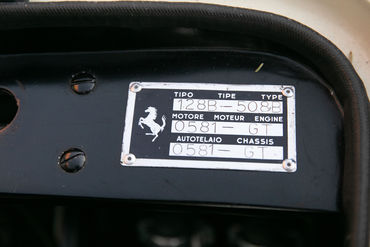 TIPO TIPE TYPE
128B-508B
MOTORE MOTEUR ENGINE
0581-GT
AUTOTELAIO CHASSIS
0581-GT